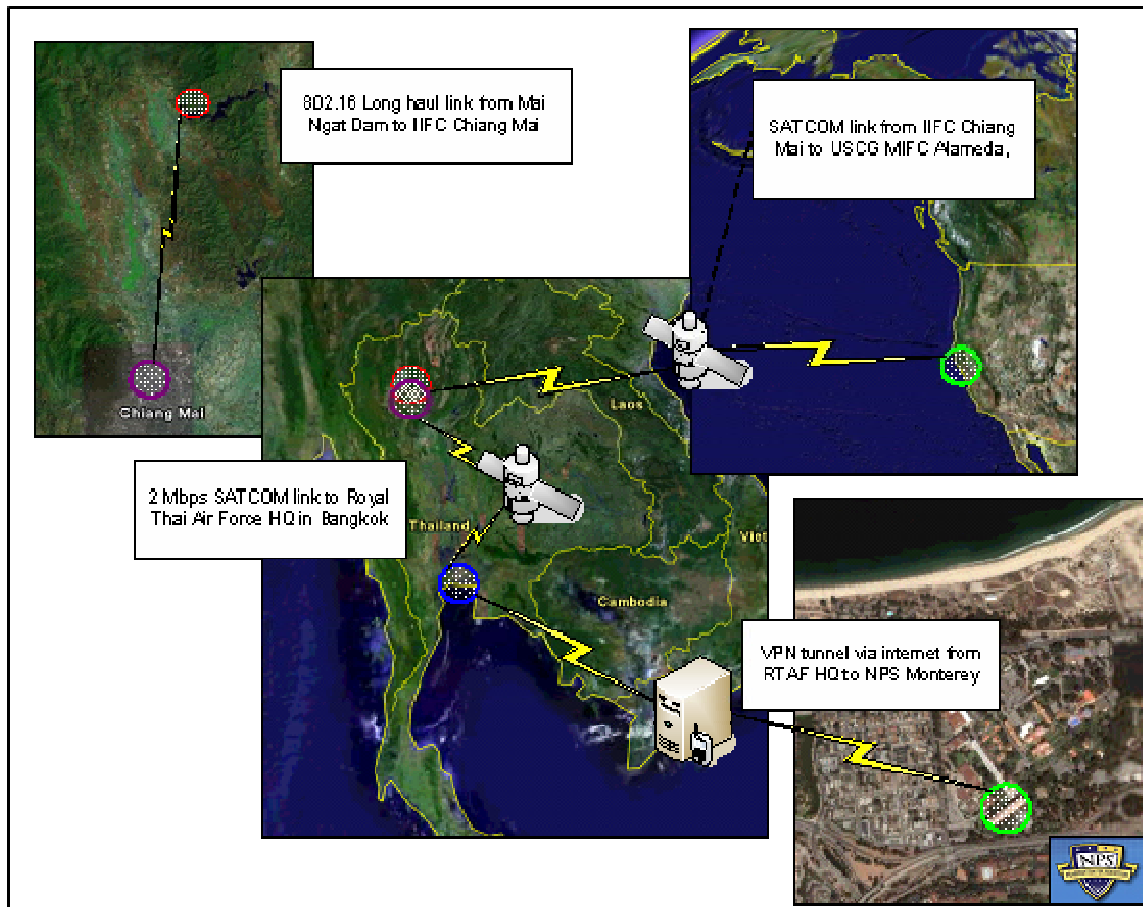 802.16 Long haul link from Mai
Ngat Dam to IIFC Chiang Mai
SATCOM link from IIFC Chiang
Mai to USCG MIFC Alameda,
Chiang Mai
Laos
2 Mbps SATCOM link to Royal
Thai Air Force HQ in Bangkok
Thailand
Viet
Cambodia
VPN tunnel via internet from
RTAF HQ to NPS Monterey
NPS